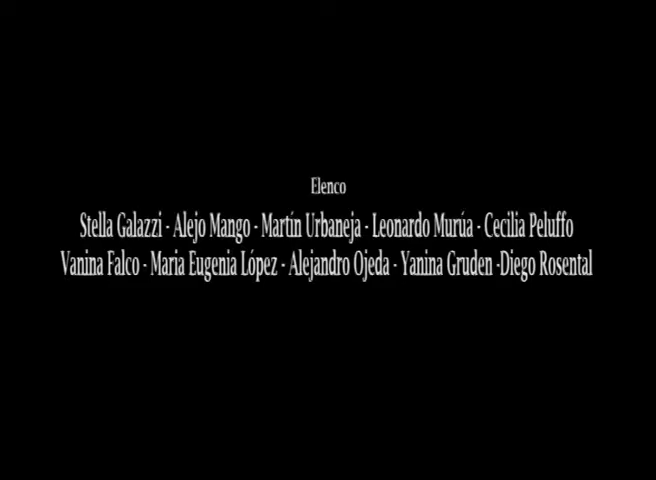 Elenco
Stella Galazzi - Alejo Mango - Martín Urbaneja - Leonardo Murúa - Cecilia Peluffo
Vanina Falco - Maria Eugenia López - Alejandro Ojeda - Yanina Gruden -Diego Rosental